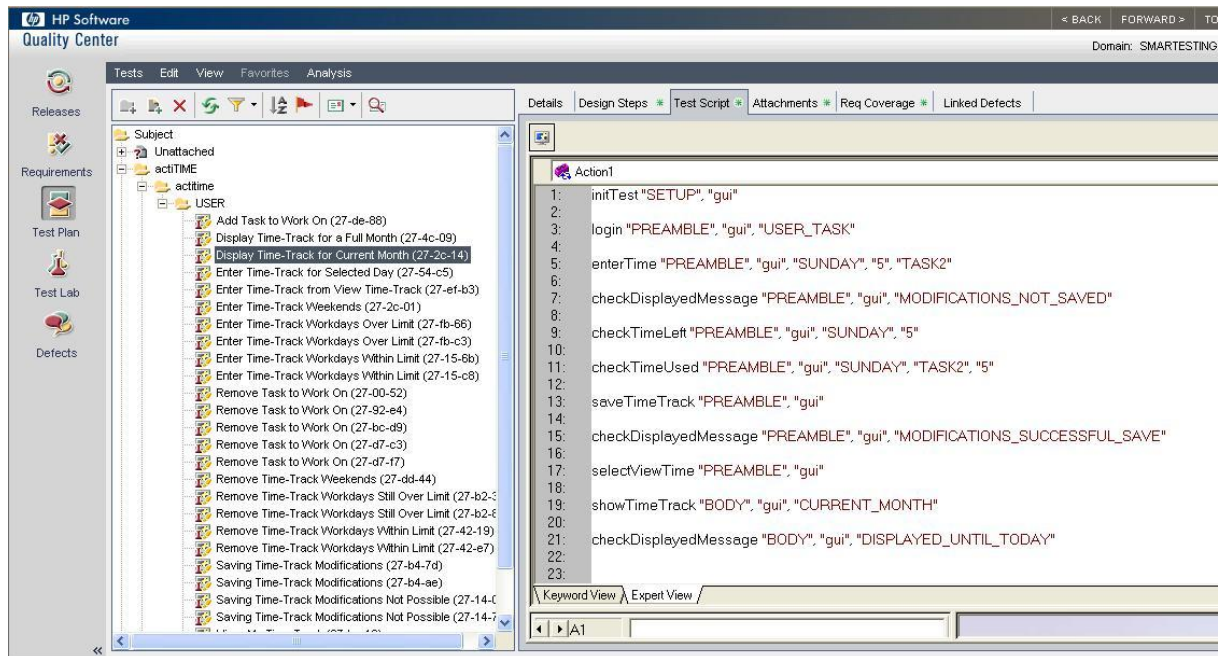 HP Software
< BACK FORWARD >
Quality Center
Domain: SMARTESTING
Releases
Requirements
Test Plan
Test Lab
Defects
«
Tests Edit View Favorites Analysis
Subject
Unattached
actiTIME
actitime
USER
Add Task to Work On (27-de-88)
Display Time-Track for a Full Month (27-4c-09)
Display Time-Track for Current Month (27-2c-14)
Enter Time-Track for Selected Day (27-54-c5)
Enter Time-Track from View Time-Track (27-ef-b3)
Enter Time-Track Weekends (27-2c-01)
Enter Time-Track Workdays Over Limit (27-fb-66)
Enter Time-Track Workdays Over Limit (27-fb-c3)
Enter Time-Track Workdays Within Limit (27-15-6b)
Enter Time-Track Workdays Within Limit (27-15-c8)
Remove Task to Work On (27-00-52)
Remove Task to Work On (27-92-e4)
Remove Task to Work On (27-bc-d9)
Remove Task to Work On (27-d7-c3)
Remove Task to Work On (27-d7-f7)
Remove Time-Track Weekends (27-dd-44)
Remove Time-Track Workdays Still Over Limit (27-b2-
Remove Time-Track Workdays Still Over Limit (27-b2-
Remove Time-Track Workdays Within Limit (27-42-19)
Remove Time-Track Workdays Within Limit (27-42-e7)
Saving Time-Track Modifications (27-b4-7d)
Saving Time-Track Modifications (27-b4-ae)
Saving Time-Track Modifications Not Possible (27-14-
Saving Time-Track Modifications Not Possible (27-14-
Details Design Steps * Test Script * Attachments * Req Coverage * Linked Defects
Action1
1: initTest "SETUP", "gui"
2:
3: login "PREAMBLE", "gui", "USER_TASK"
4:
5: enterTime "PREAMBLE", "gui", "SUNDAY", "5", "TASK2"
6:
7: checkDisplayedMessage "PREAMBLE", "gui", "MODIFICATIONS_NOT_SAVED"
8:
9: checkTimeLeft "PREAMBLE", "gui", "SUNDAY", "5"
10:
11: checkTimeUsed "PREAMBLE", "gui", "SUNDAY", "TASK2", "5"
12:
13: saveTimeTrack "PREAMBLE", "gui"
14:
15: checkDisplayedMessage "PREAMBLE", "gui", "MODIFICATIONS_SUCCESSFUL_SAVE"
16:
17: selectViewTime "PREAMBLE", "gui"
18:
19: showTimeTrack "BODY", "gui", "CURRENT_MONTH"
20:
21: checkDisplayedMessage "BODY", "gui", "DISPLAYED_UNTIL_TODAY"
22:
23:
Keyword View Expert View
A1